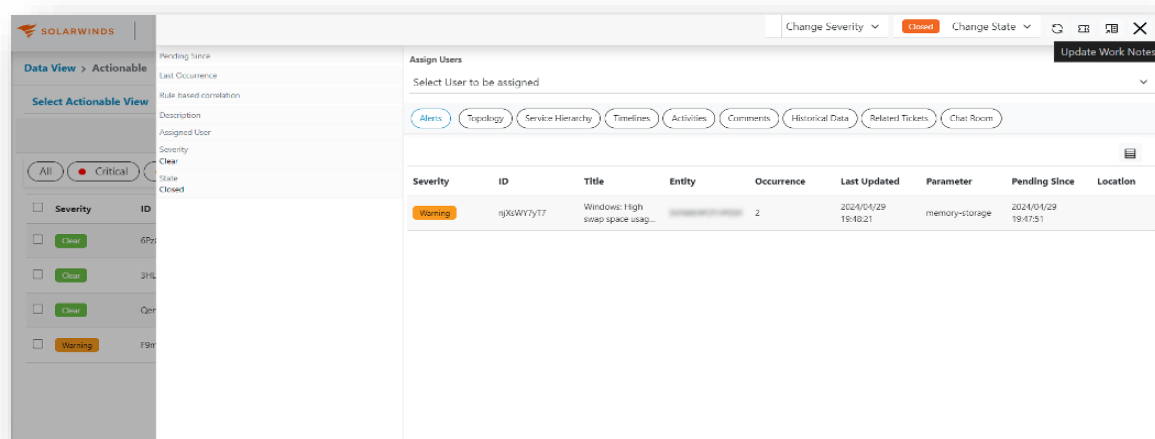 SOLARWINDS
Change Severity
Closed
Change State
Update Work Notes
Data View > Actionable
Select Actionable View
All
Critical
Severity
ID
Clear
6Pz
Clear
3HL
Clear
Qer
Warning
F9m
Pending Since
Last Occurrence
Rule based correlation
Description
Assigned User
Severity
Clear
State
Closed
Assign Users
Select User to be assigned
Alerts
Topology
Service Hierarchy
Timelines
Activities
Comments
Historical Data
Related Tickets
Chat Room
Severity
ID
Title
Entity
Occurrence
Last Updated
Parameter
Pending Since
Location
Warning
njXsWY7yT7
Windows: High
swap space usag...
2
2024/04/29
19:48:21
memory-storage
2024/04/29
19:47:51